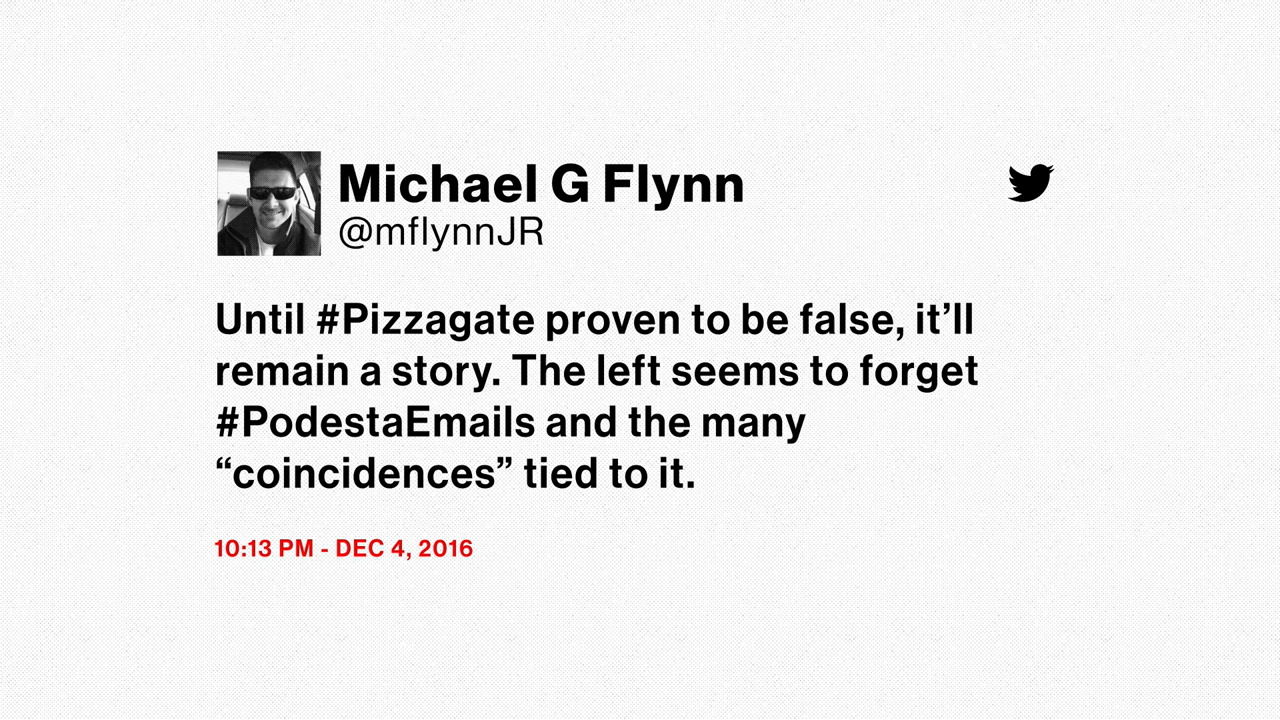 Michael G Flynn
@mflynnJR
Until #Pizzagate proven to be false, it’ll
remain a story. The left seems to forget
#PodestaEmails and the many
“coincidences” tied to it.
10:13 PM - DEC 4, 2016